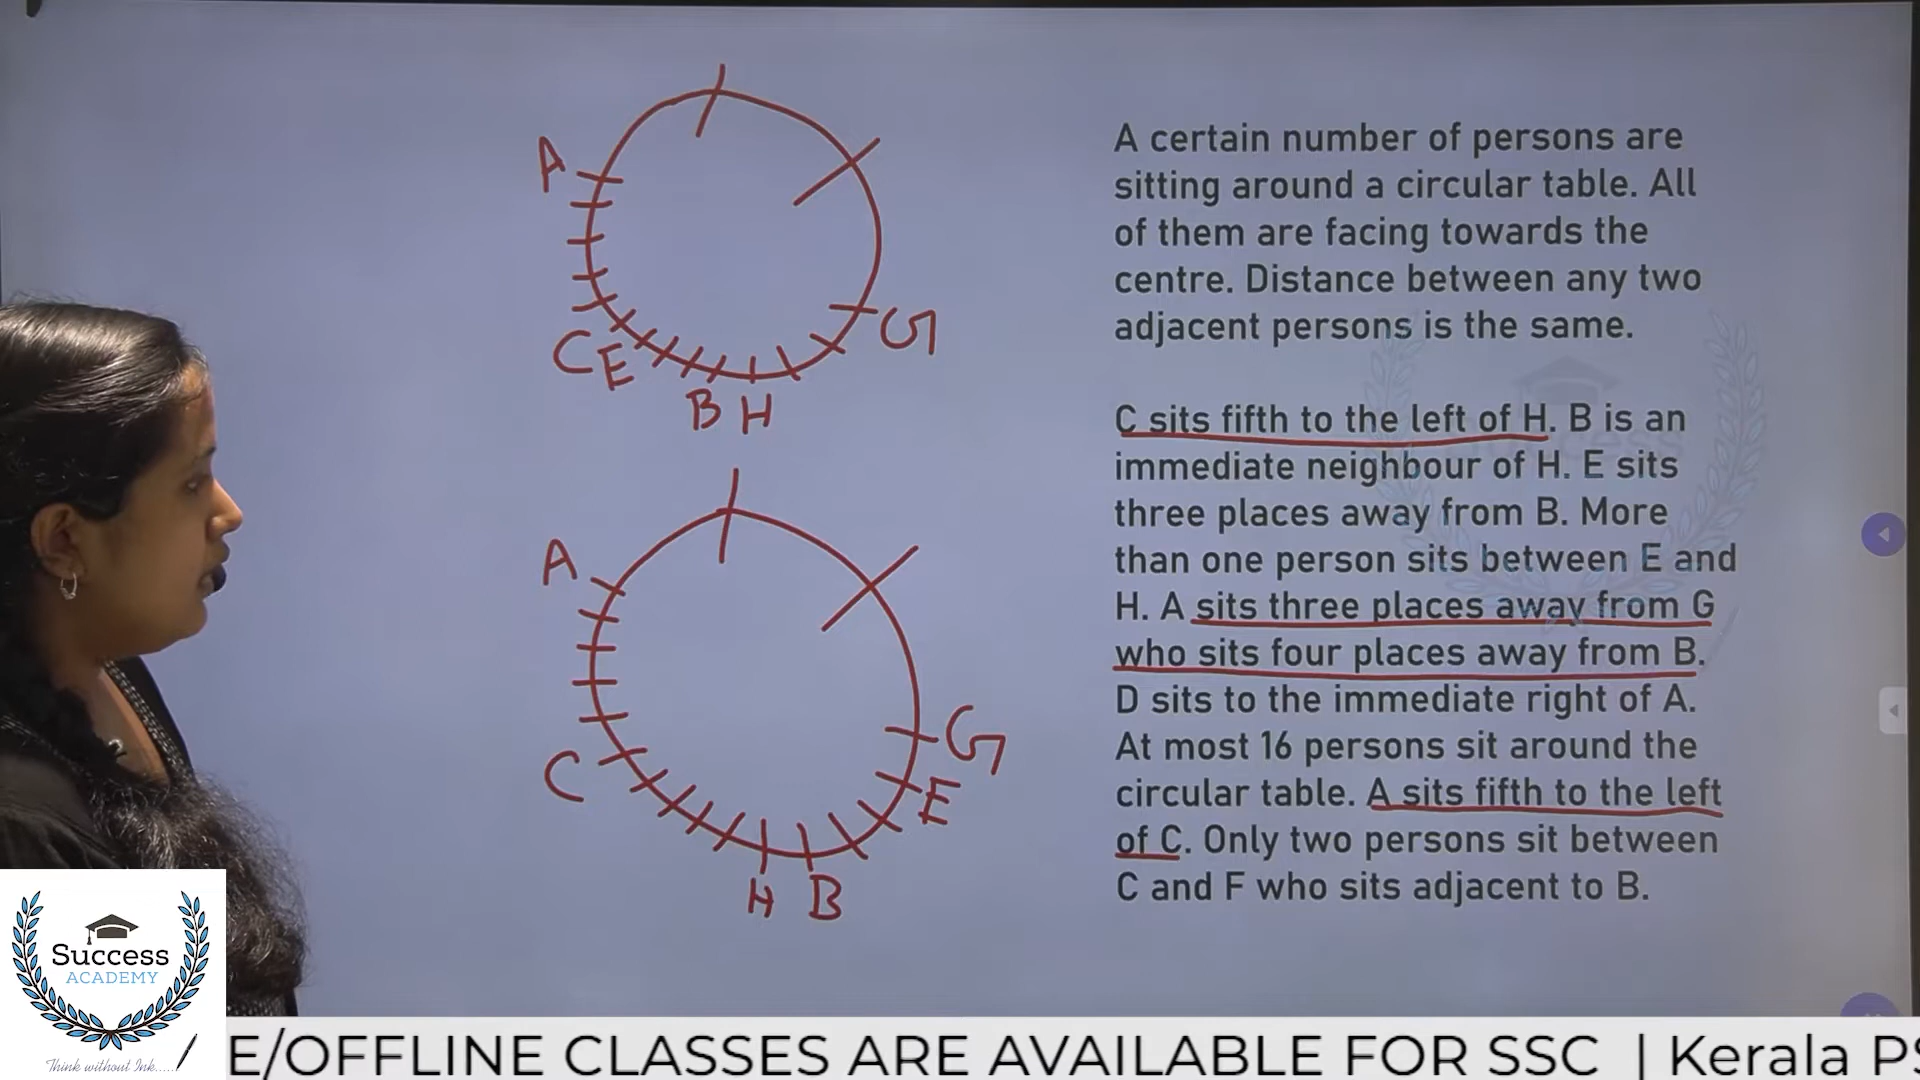 A certain number of persons are
sitting around a circular table. All
of them are facing towards the
centre. Distance between any two
adjacent persons is the same.
C sits fifth to the left of H. B is an
immediate neighbour of H. E sits
three places away from B. More
than one person sits between E and
H. A sits three places away from G
who sits four places away from B.
D sits to the immediate right of A.
At most 16 persons sit around the
circular table. A sits fifth to the left
of C. Only two persons sit between
C and F who sits adjacent to B.
A
G
C E
B H
A
G
C
E
H B
Success
ACADEMY
Think without Ink.....
E/OFFLINE CLASSES ARE AVAILABLE FOR SSC | Kerala PS